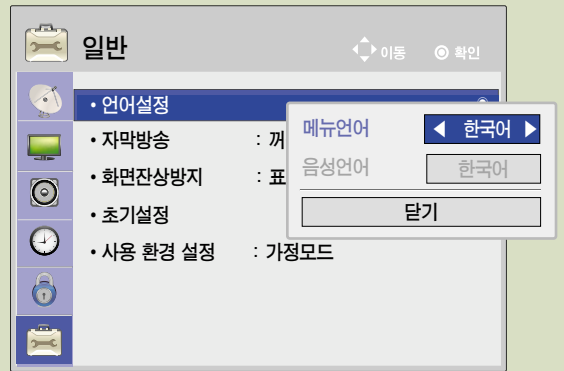 일반
이동 확인
• 언어설정
• 자막방송 : 꺼
• 화면잔상방지 : 표
• 초기설정
• 사용 환경 설정 : 가정모드
메뉴언어 ◀ 한국어 ▶
음성언어 한국어
닫기